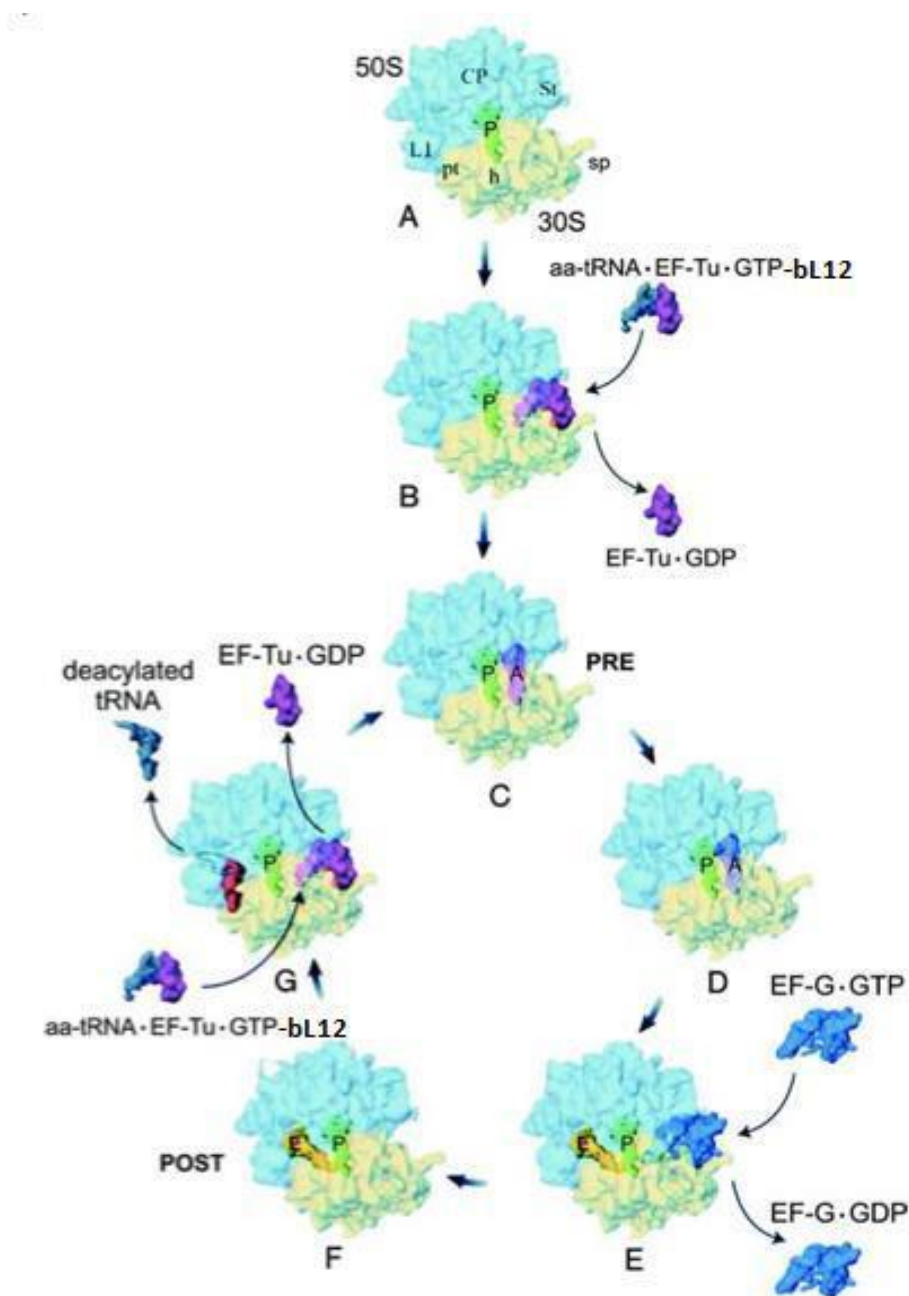 50S
CP
St
P
L1
pt
h
sp
A
30S
aa-tRNA·EF-Tu·GTP-bL12
P
B
EF-Tu·GDP
EF-Tu·GDP
deacylated
tRNA
P
A
PRE
C
P
P
A
G
D
EF-G·GTP
aa-tRNA·EF-Tu·GTP-bL12
E
P
E
P
POST
F
E
EF-G·GDP